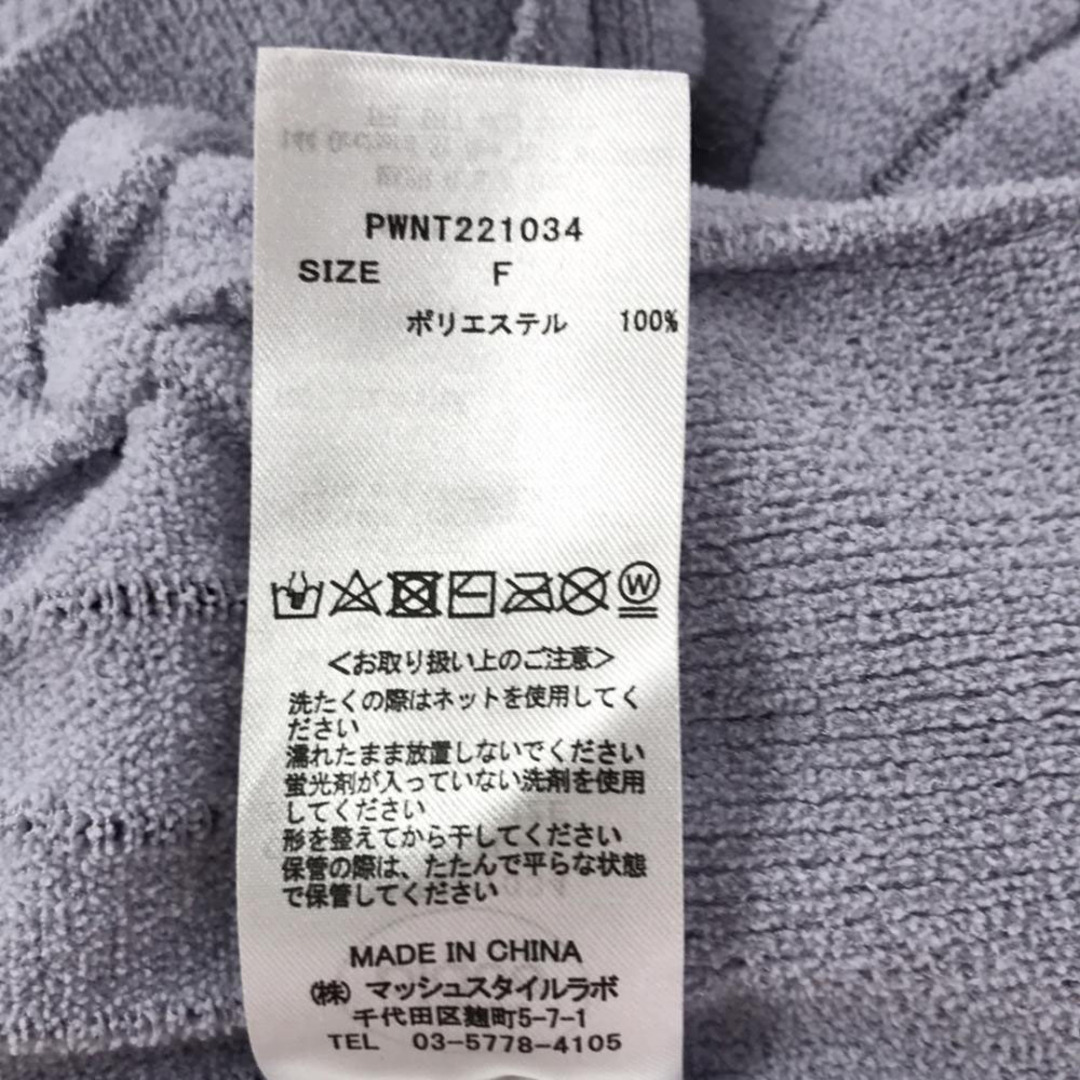 PWNT221034
SIZE F
ポリエステル 100%
W
<お取り扱い上のご注意>
洗たくの際はネットを使用してく
ださい
濡れたまま放置しないでください
蛍光剤が入っていない洗剤を使用
してください
形を整えてから干してください
保管の際は、たたんで平らな状態
で保管してください
MADE IN CHINA
(株) マッシュスタイルラボ
千代田区麹町5-7-1
TEL 03-5778-4105